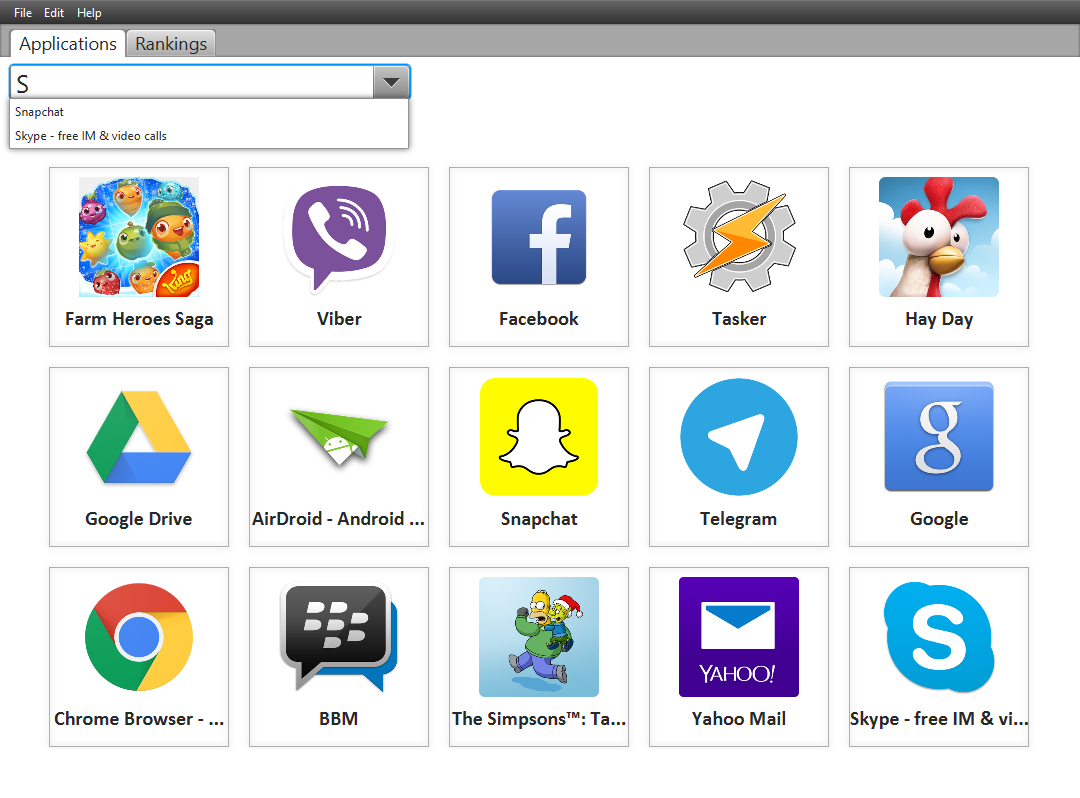 File Edit Help
Applications Rankings
S
Snapchat
Skype - free IM & video calls
King
Farm Heroes Saga Viber Facebook Tasker Hay Day
Google Drive AirDroid - Android ... Snapchat Telegram Google
YAHOO!
Chrome Browser - ... BBM The Simpsons™: Ta... Yahoo Mail Skype - free IM & vi...